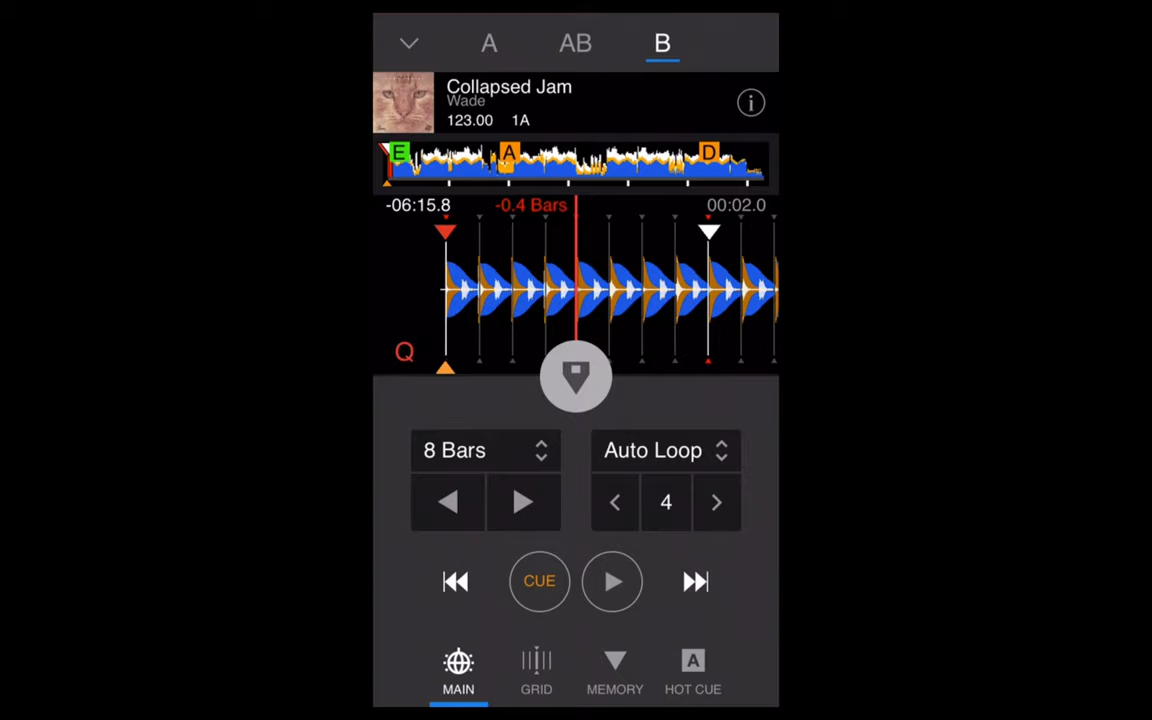 A AB B
Collapsed Jam
Wade
123.00 1A
i
E A D
-06:15.8 -0.4 Bars 00:02.0
Q
8 Bars Auto Loop
4
CUE
A
MAIN GRID MEMORY HOT CUE